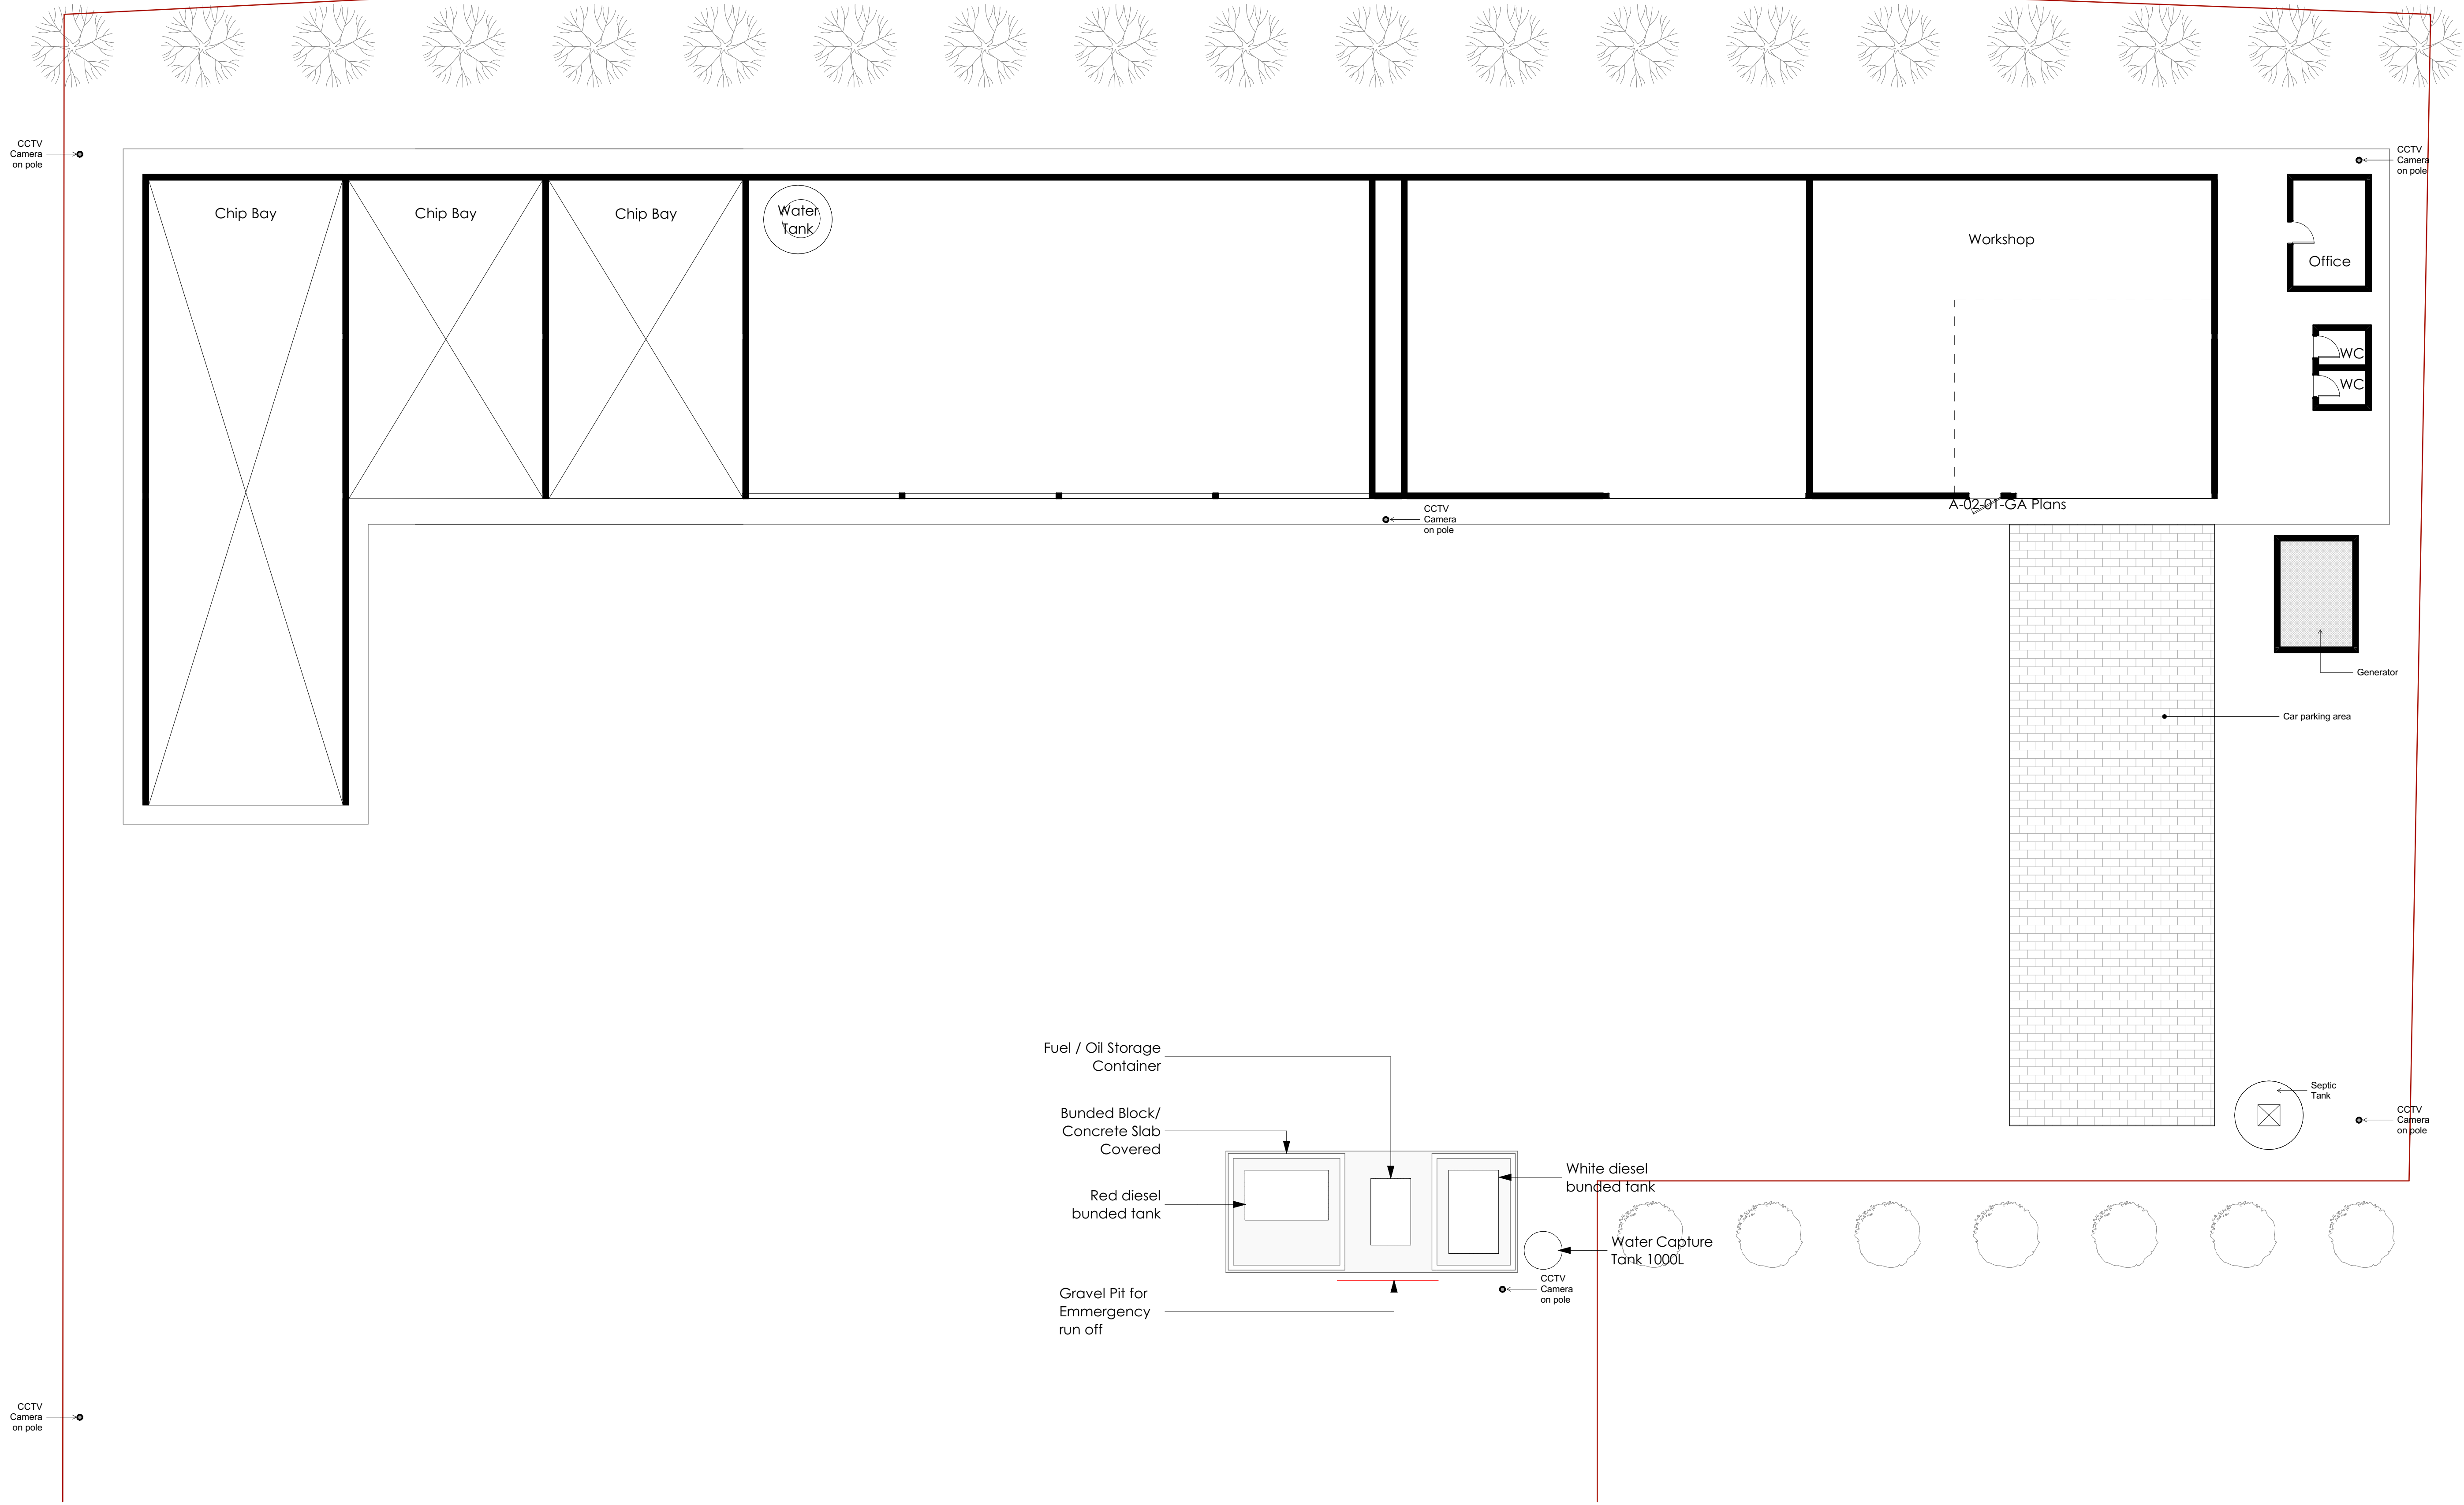 CCTV
Camera
on pole
CCTV
Camera
on pole
Chip Bay
Chip Bay
Chip Bay
Water
Tank
Workshop
Office
WC
WC
A-02-01-GA Plans
CCTV
Camera
on pole
Generator
Car parking area
Fuel / Oil Storage
Container
Bunded Block/
Concrete Slab
Covered
Red diesel
bunded tank
Gravel Pit for
Emmergency
run off
White diesel
bunded tank
Water Capture
Tank 1000L
CCTV
Camera
on pole
Septic
Tank
CCTV
Camera
on pole
CCTV
Camera
on pole